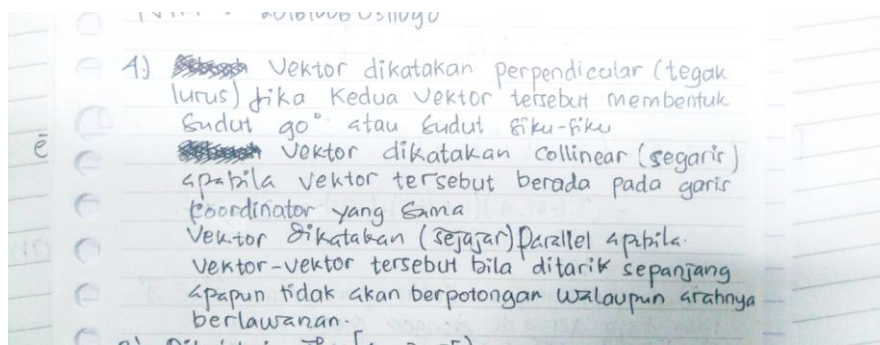 A.) Vektor dikatakan perpendicular (tegak
lurus) jika kedua vektor tersebut membentuk
sudut 90° atau sudut siku-siku
Vektor dikatakan collinear (segaris)
apabila vektor tersebut berada pada garis
koordinator yang sama
Vektor dikatakan (sejajar) parallel apabila
vektor-vektor tersebut bila ditarik sepanjang
apapun tidak akan berpotongan walaupun arahnya
berlawanan.